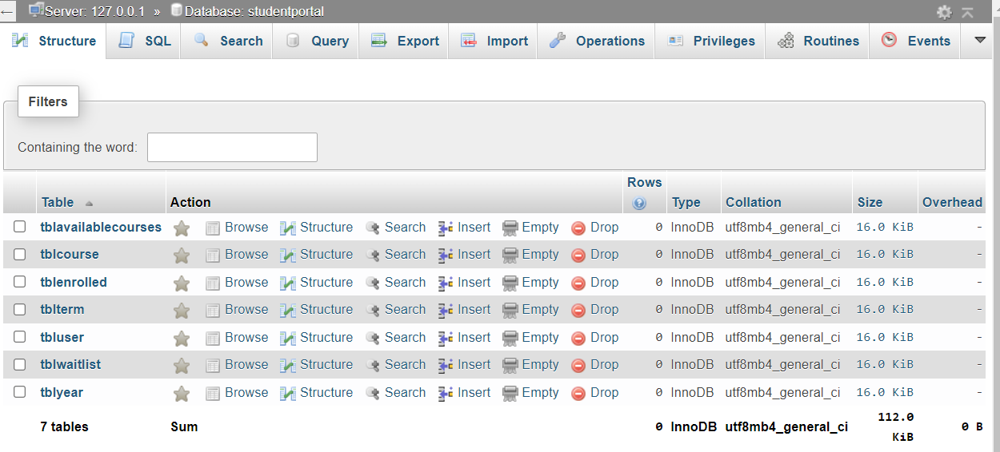 Server: 127.0.0.1 » Database: studentportal
Structure SQL Search Query Export Import Operations Privileges Routines Events
Filters
Containing the word:
Rows
Table Action Type Collation Size Overhead
tblavailablecourses Browse Structure Search Insert Empty Drop 0 InnoDB utf8mb4_general_ci 16.0 KiB -
tblcourse Browse Structure Search Insert Empty Drop 0 InnoDB utf8mb4_general_ci 16.0 KiB -
tblenrolled Browse Structure Search Insert Empty Drop 0 InnoDB utf8mb4_general_ci 16.0 KiB -
tblterm Browse Structure Search Insert Empty Drop 0 InnoDB utf8mb4_general_ci 16.0 KiB -
tbluser Browse Structure Search Insert Empty Drop 0 InnoDB utf8mb4_general_ci 16.0 KiB -
tblwaitlist Browse Structure Search Insert Empty Drop 0 InnoDB utf8mb4_general_ci 16.0 KiB -
tblyear Browse Structure Search Insert Empty Drop 0 InnoDB utf8mb4_general_ci 16.0 KiB -
7 tables Sum 0 InnoDB utf8mb4_general_ci 112.0 KiB 0 B